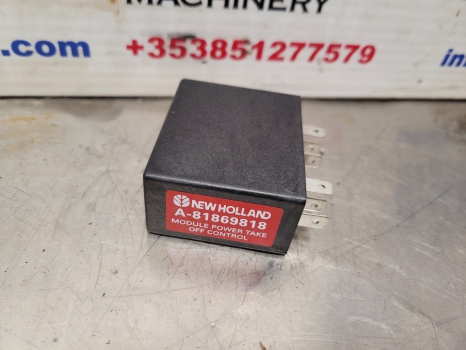 MACHINERY
.com +353851277579 in
NEW HOLLAND
A-81869818
MODULE POWER TAKE
OFF CONTROL